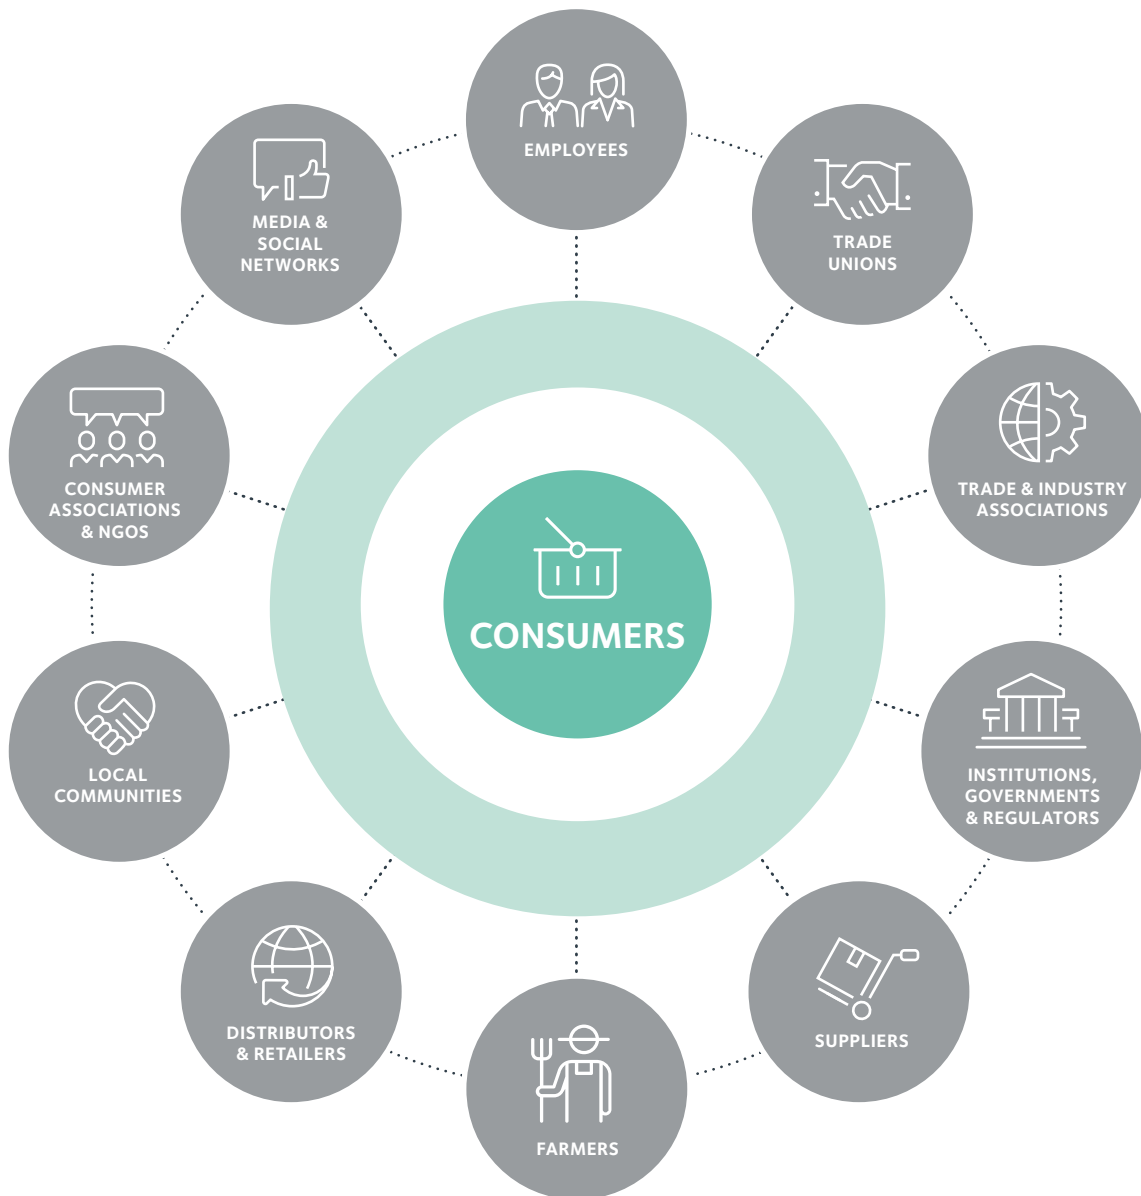 EMPLOYEES
TRADE
UNIONS
TRADE & INDUSTRY
ASSOCIATIONS
INSTITUTIONS,
GOVERNMENTS
& REGULATORS
SUPPLIERS
FARMERS
DISTRIBUTORS
& RETAILERS
LOCAL
COMMUNITIES
CONSUMER
ASSOCIATIONS
& NGOS
MEDIA &
SOCIAL
NETWORKS
CONSUMERS